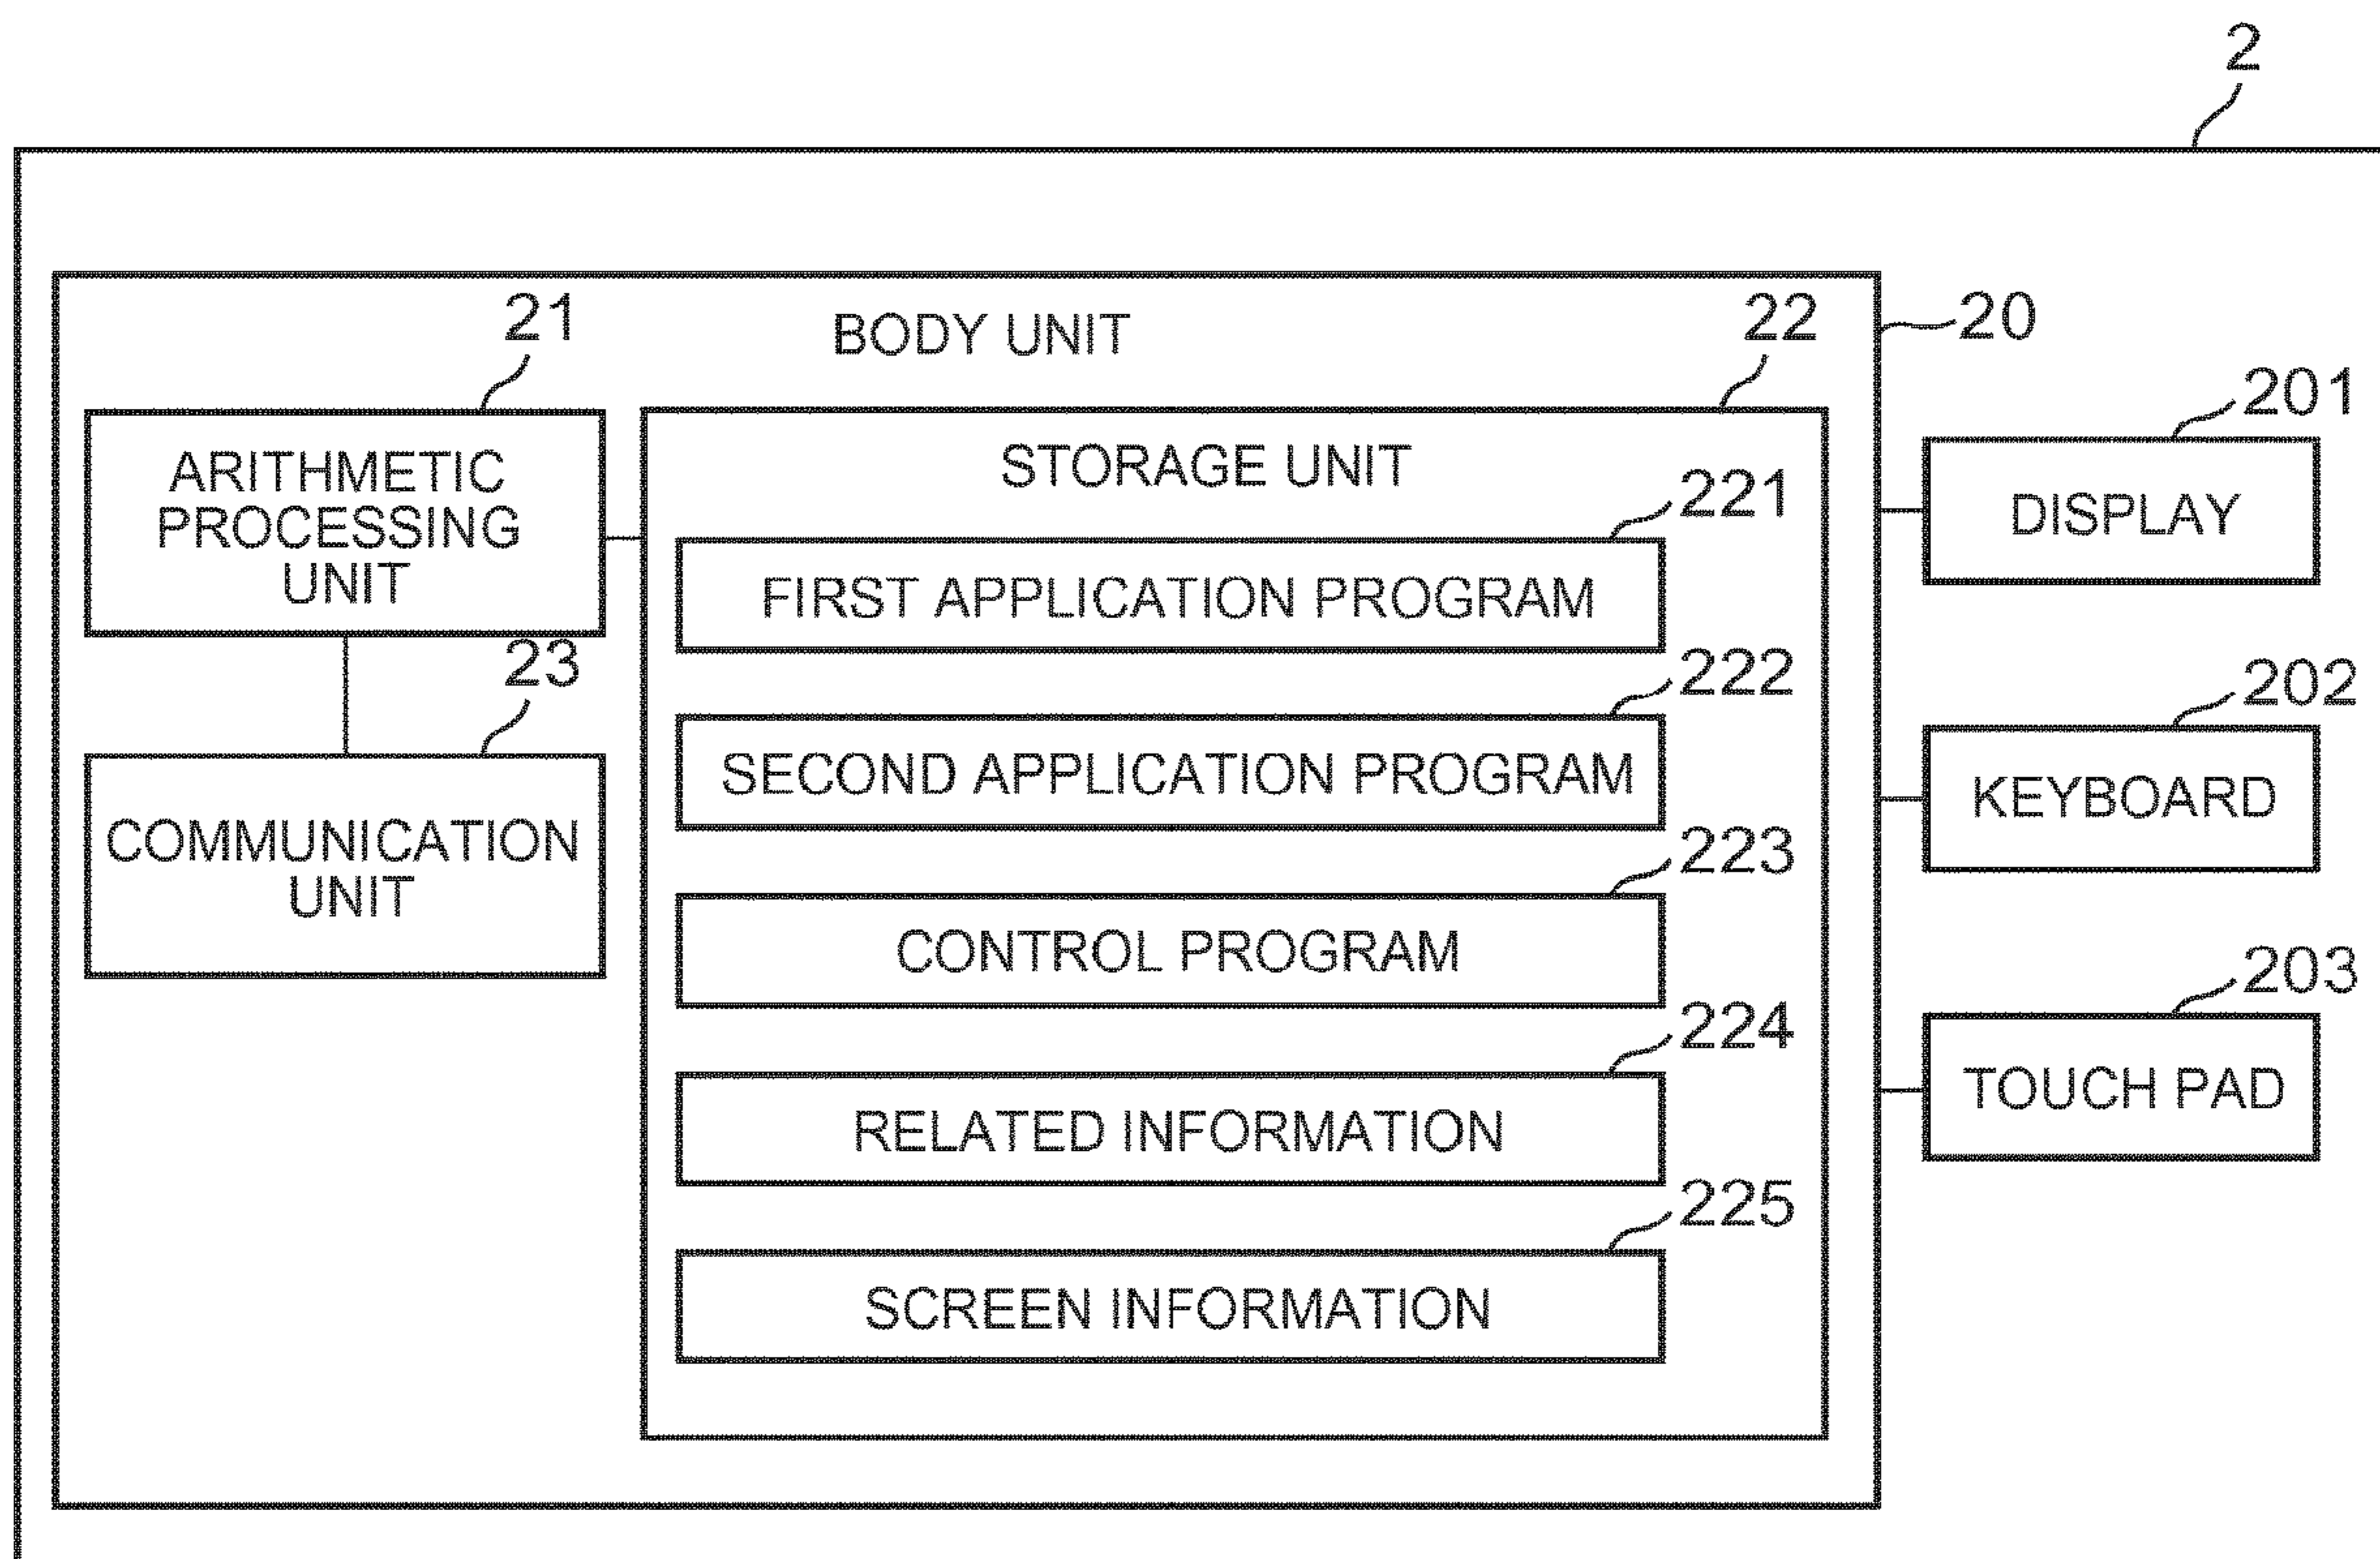 2
BODY UNIT
20
21
22
ARITHMETIC
PROCESSING
UNIT
23
COMMUNICATION
UNIT
STORAGE UNIT
221
FIRST APPLICATION PROGRAM
222
SECOND APPLICATION PROGRAM
223
CONTROL PROGRAM
224
RELATED INFORMATION
225
SCREEN INFORMATION
201
DISPLAY
202
KEYBOARD
203
TOUCH PAD